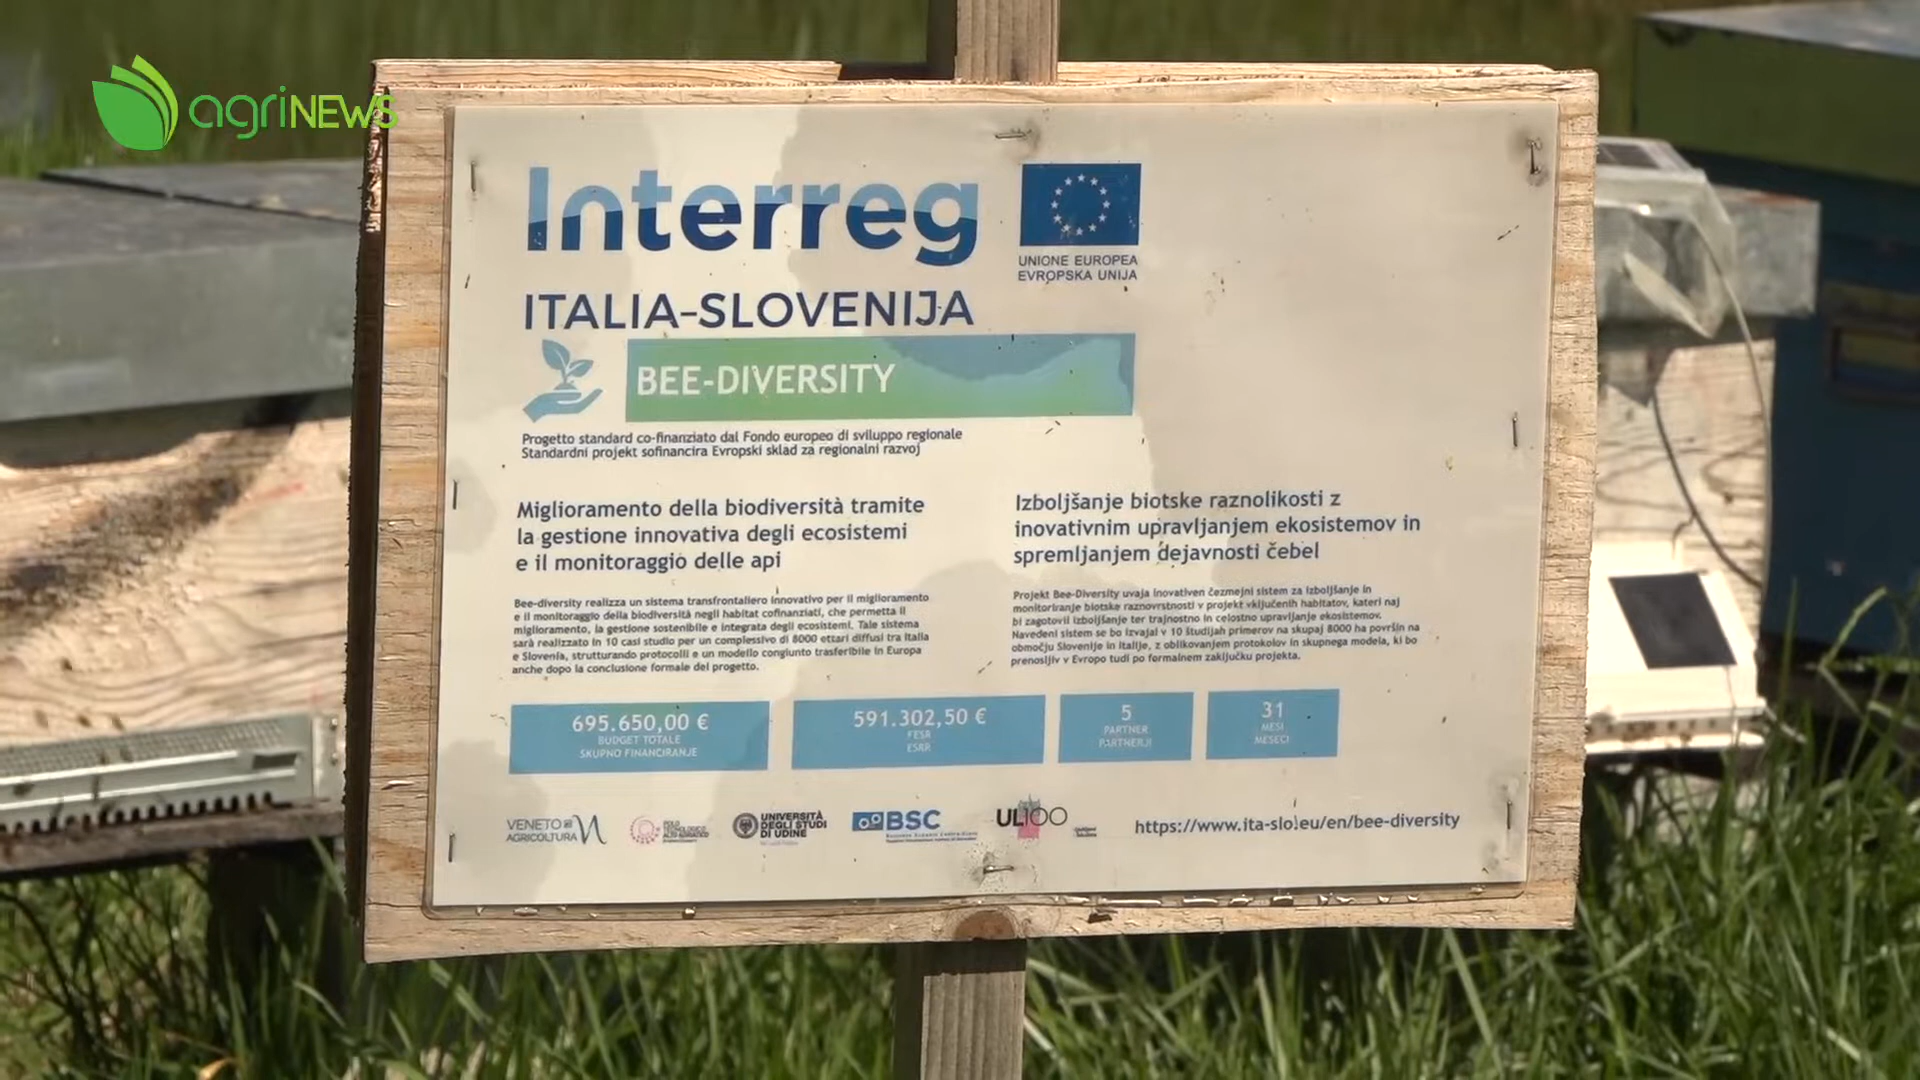 agriNEWS
Interreg
UNIONE EUROPEA
EVROPSKA UNIJA
ITALIA-SLOVENIJA
BEE-DIVERSITY
Progetto standard co-finanziato dal Fondo europeo di sviluppo regionale
Standardni projekt sofinancira Evropski sklad za regionalni razvoj
Miglioramento della biodiversità tramite
la gestione innovativa degli ecosistemi
e il monitoraggio delle api
Bee-diversity realizza un sistema transfrontaliero innovativo per il miglioramento
e il monitoraggio della biodiversità negli habitat cofinanziati, che permetta il
miglioramento, la gestione sostenibile e integrata degli ecosistemi. Tale sistema
sarà realizzato in 10 casi studio per un complessivo di 8000 ettari diffusi tra Italia
e Slovenia, strutturando protocolli e un modello congiunto trasferibile in Europa
anche dopo la conclusione formale del progetto.
Izboljšanje biotske raznolikosti z
inovativnim upravljanjem ekosistemov in
spremljanjem dejavnosti čebel
Projekt Bee-Diversity uvaja inovativen čezmejni sistem za izboljšanje in
monitoriranje biotske raznovrstnosti v projekt vključenih habitatov, kateri naj
bi zagotovil izboljšanje ter trajnostno in celostno upravljanje ekosistemov.
Navedeni sistem se bo izvajal v 10 študijah primerov na skupaj 8000 ha površin na
območju Slovenije in Italije, z oblikovanjem protokolov in skupnega modela, ki bo
prenosljiv v Evropo tudi po formalnem zaključku projekta.
695.650,00 €
BUDGET TOTALE
SKUPNO FINANCIRANJE
591.302,50 €
FESR
ESRR
5
PARTNER
PARTNERJI
31
MESI
MESECI
VENETO
AGRICOLTURA
POLO
TECNOLOGICO
ALTO ADRIATICO
UNIVERSITÀ
DEGLI STUDI
DI UDINE
BSC
UL100
https://www.ita-slo.eu/en/bee-diversity